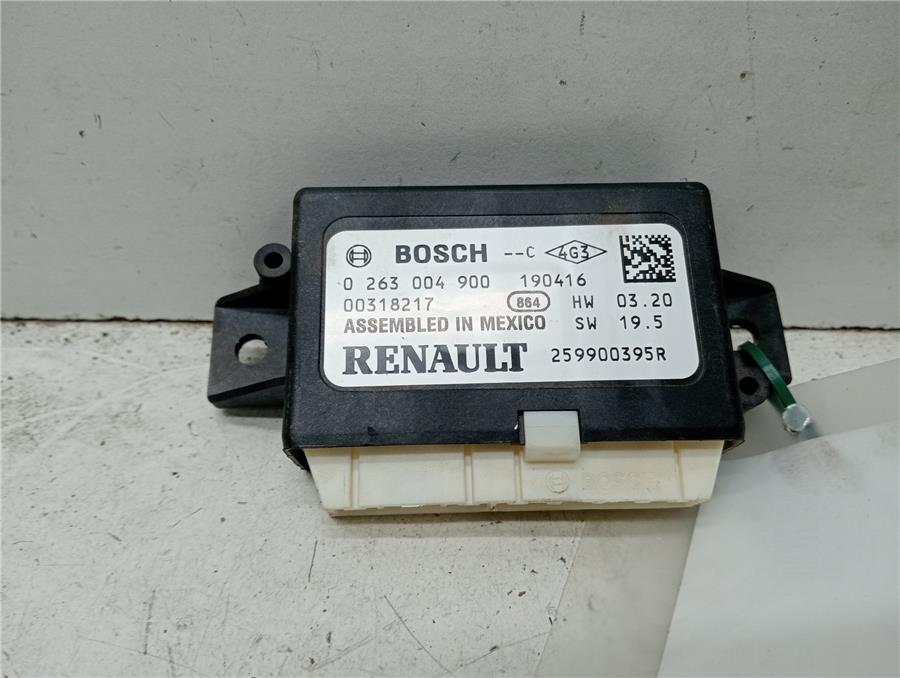 BOSCH --C 4G3
0 263 004 900 190416
00318217 864 HW 03.20
ASSEMBLED IN MEXICO SW 19.5
RENAULT 259900395R
BOSCH